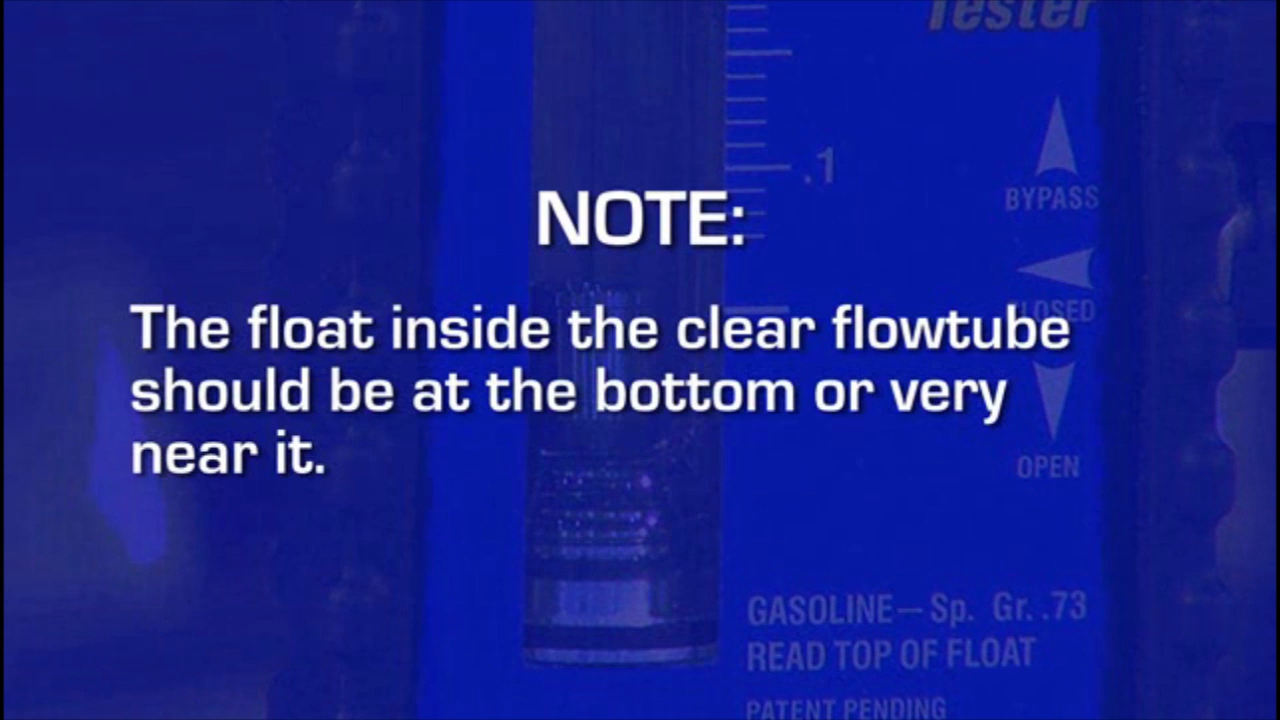 Tester
.1
BYPASS
NOTE:
CLOSED
The float inside the clear flowtube
should be at the bottom or very
near it.
OPEN
GASOLINE – Sp. Gr. .73
READ TOP OF FLOAT
PATENT PENDING